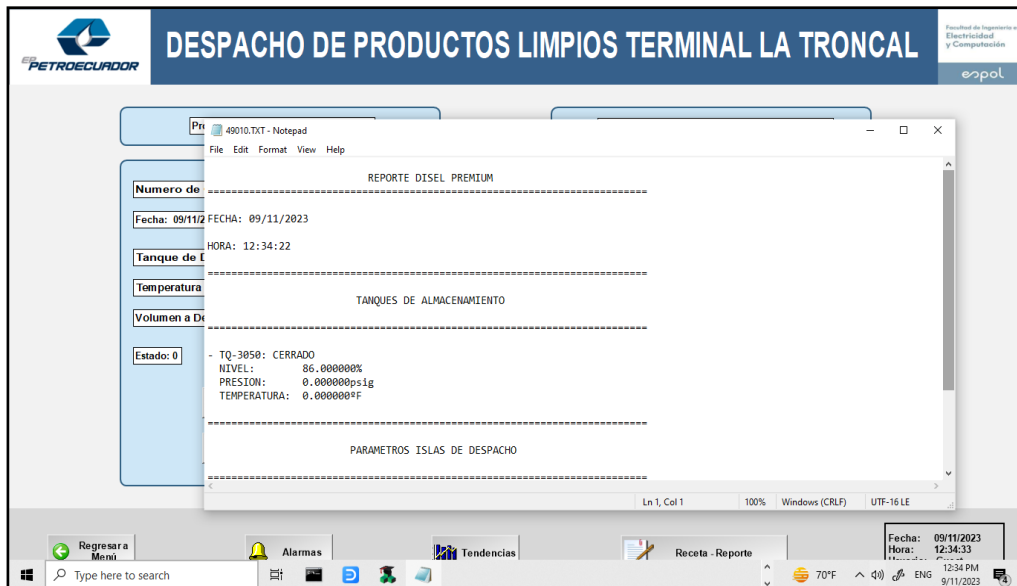 EP PETROECUADOR
DESPACHO DE PRODUCTOS LIMPIOS TERMINAL LA TRONCAL
Facultad de Ingeniería en
Electricidad
y Computación
espol
49010.TXT - Notepad
File Edit Format View Help
REPORTE DISEL PREMIUM
===========================================================================
FECHA: 09/11/2023
HORA: 12:34:22
===========================================================================
TANQUES DE ALMACENAMIENTO
===========================================================================
- TQ-3050: CERRADO
NIVEL: 86.000000%
PRESION: 0.000000psig
TEMPERATURA: 0.000000ºF
===========================================================================
PARAMETROS ISLAS DE DESPACHO
===========================================================================
Ln 1, Col 1 100% Windows (CRLF) UTF-16 LE
Numero de
Fecha: 09/11/2
Tanque de
Temperatura
Volumen a De
Estado: 0
Regresar a
Menú
Alarmas
Tendencias
Receta - Reporte
Fecha: 09/11/2023
Hora: 12:34:33
Type here to search
70°F
ENG
12:34 PM
9/11/2023
4